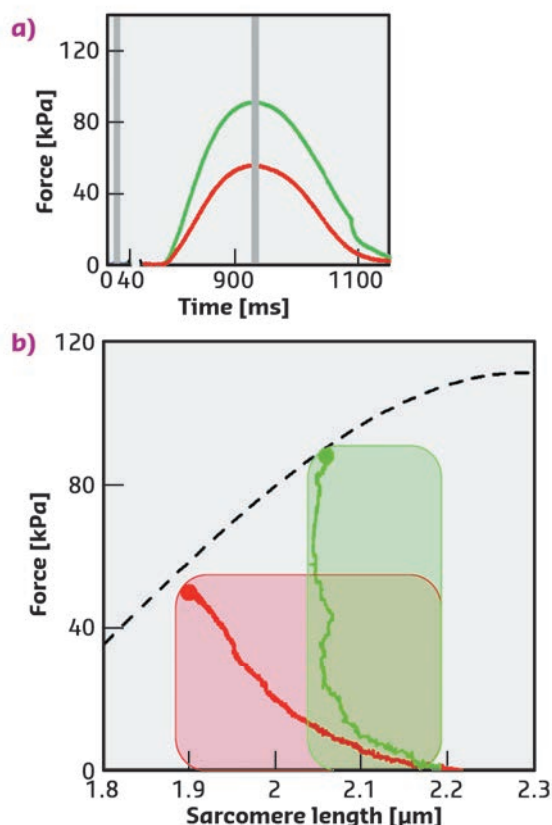 a)
120
80
40
0
Force [kPa]
0 40 900 1100
Time [ms]
b)
120
80
40
0
Force [kPa]
1.8 1.9 2 2.1 2.2 2.3
Sarcomere length [µm]